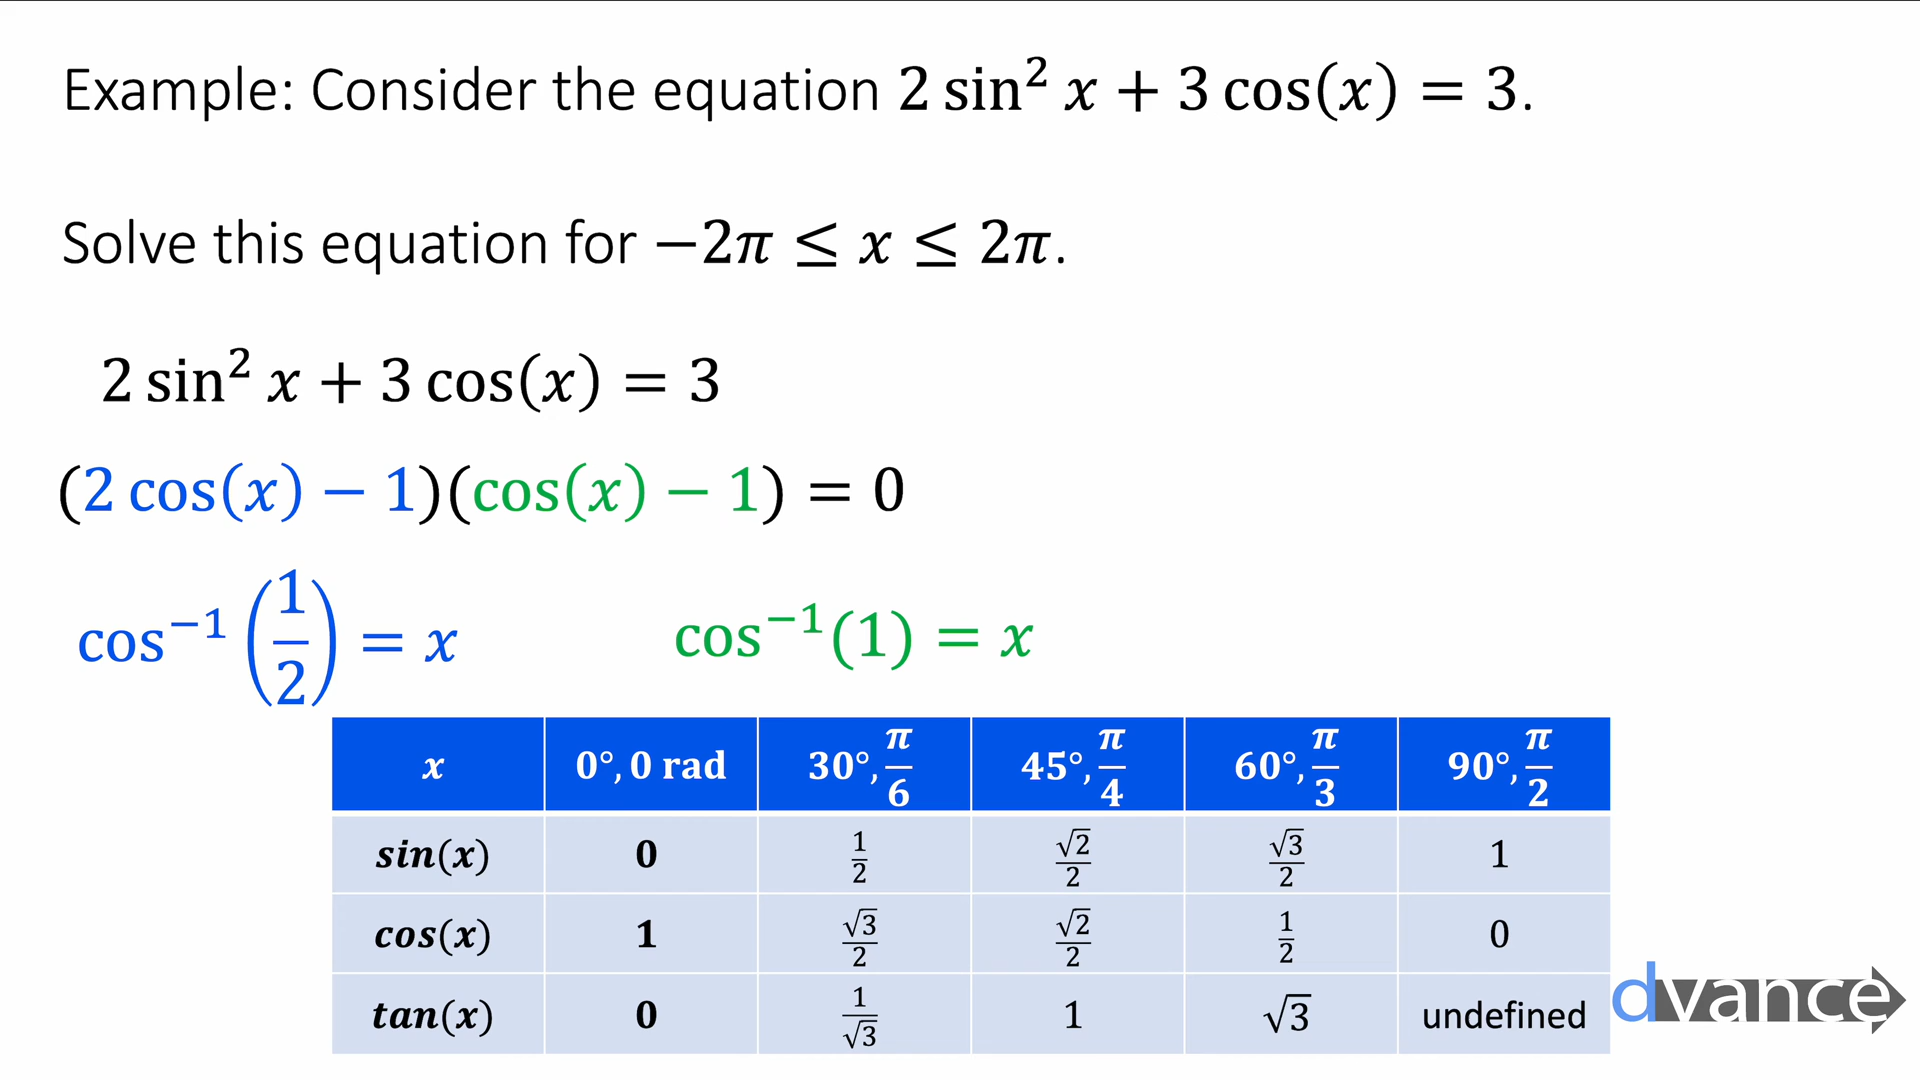 Example: Consider the equation 2 sin² x + 3 cos(x) = 3.
Solve this equation for −2π ≤ x ≤ 2π.
2 sin² x + 3 cos(x) = 3
(2 cos(x) − 1)(cos(x) − 1) = 0
cos⁻¹(1/2) = x cos⁻¹(1) = x
x 0°, 0 rad 30°, π/6 45°, π/4 60°, π/3 90°, π/2
sin(x) 0 1/2 √2/2 √3/2 1
cos(x) 1 √3/2 √2/2 1/2 0
tan(x) 0 1/√3 1 √3 undefined
dvance